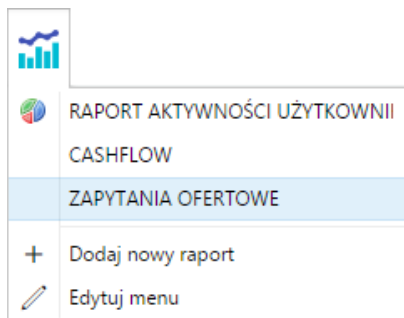 RAPORT AKTYWNOŚCI UŻYTKOWNII
CASHFLOW
ZAPYTANIA OFERTOWE
Dodaj nowy raport
Edytuj menu